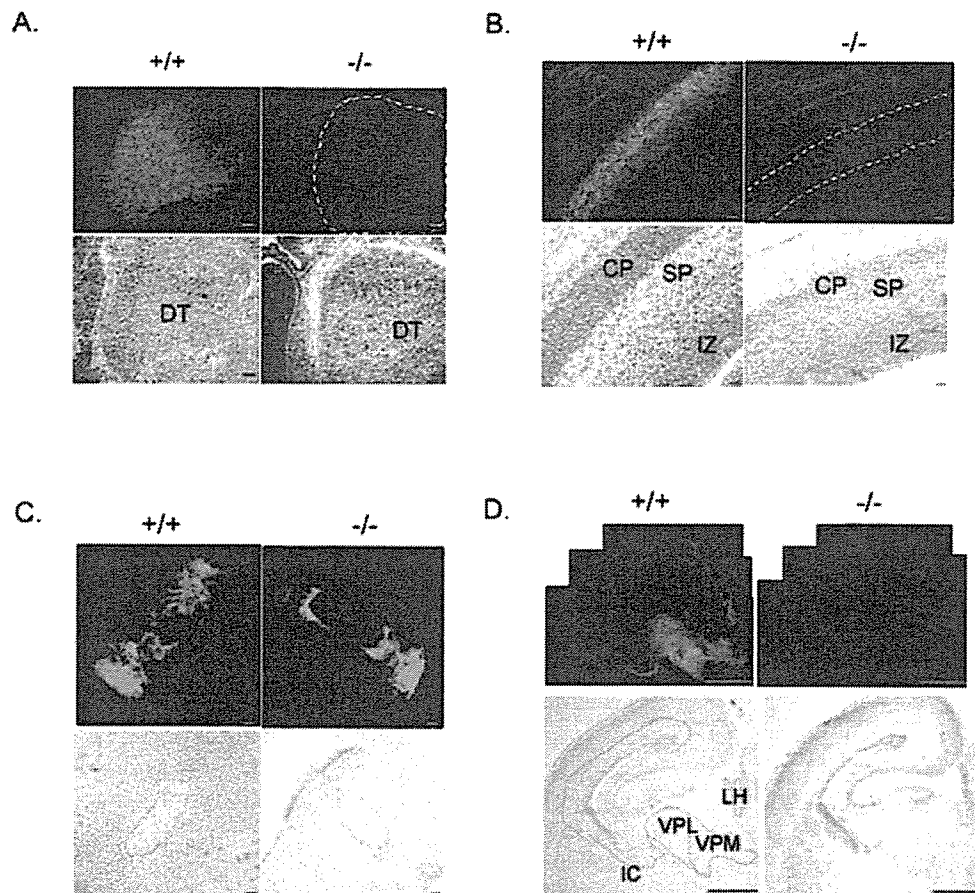 A.
+/+ -/-
DT DT
B.
+/+ -/-
CP SP IZ
CP SP IZ
C.
+/+ -/-
D.
+/+ -/-
LH
VPL
VPM
IC